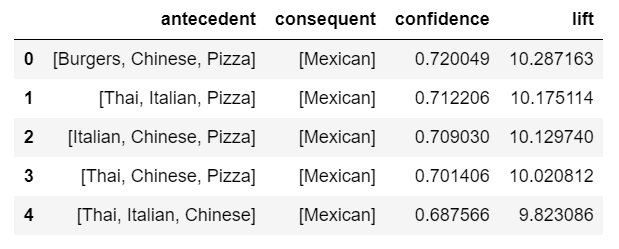 antecedent consequent confidence lift
0 [Burgers, Chinese, Pizza] [Mexican] 0.720049 10.287163
1 [Thai, Italian, Pizza] [Mexican] 0.712206 10.175114
2 [Italian, Chinese, Pizza] [Mexican] 0.709030 10.129740
3 [Thai, Chinese, Pizza] [Mexican] 0.701406 10.020812
4 [Thai, Italian, Chinese] [Mexican] 0.687566 9.823086